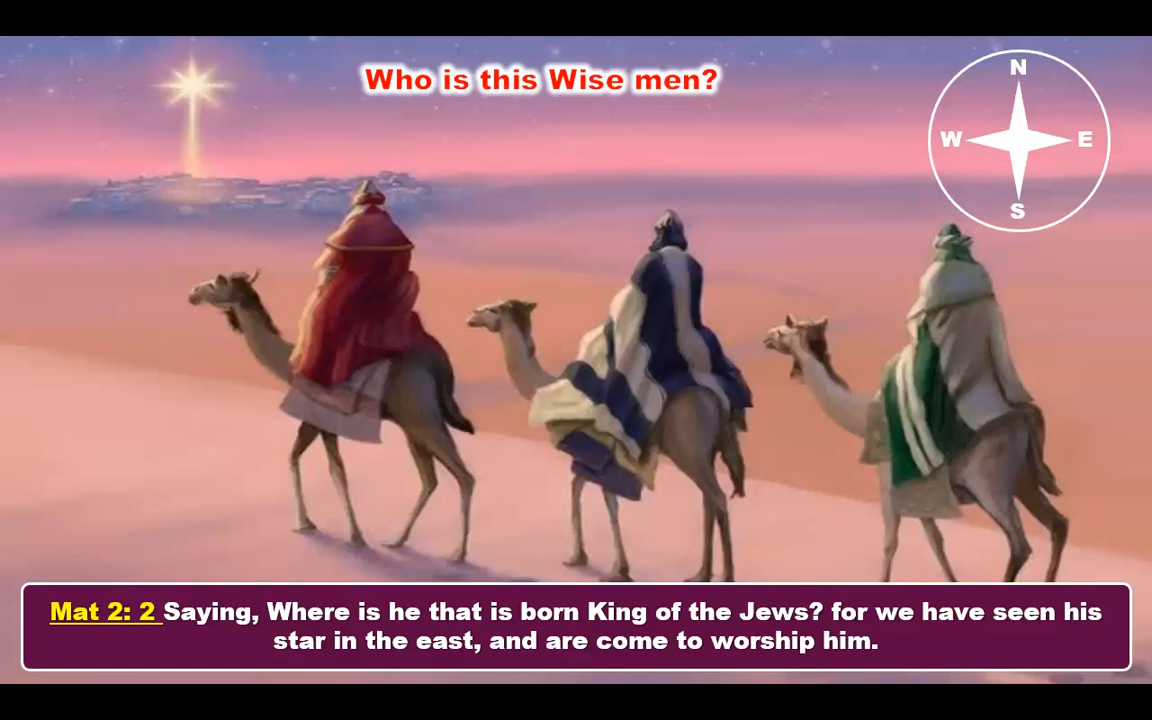 Who is this Wise men?
N
W E
S
Mat 2: 2 Saying, Where is he that is born King of the Jews? for we have seen his
star in the east, and are come to worship him.